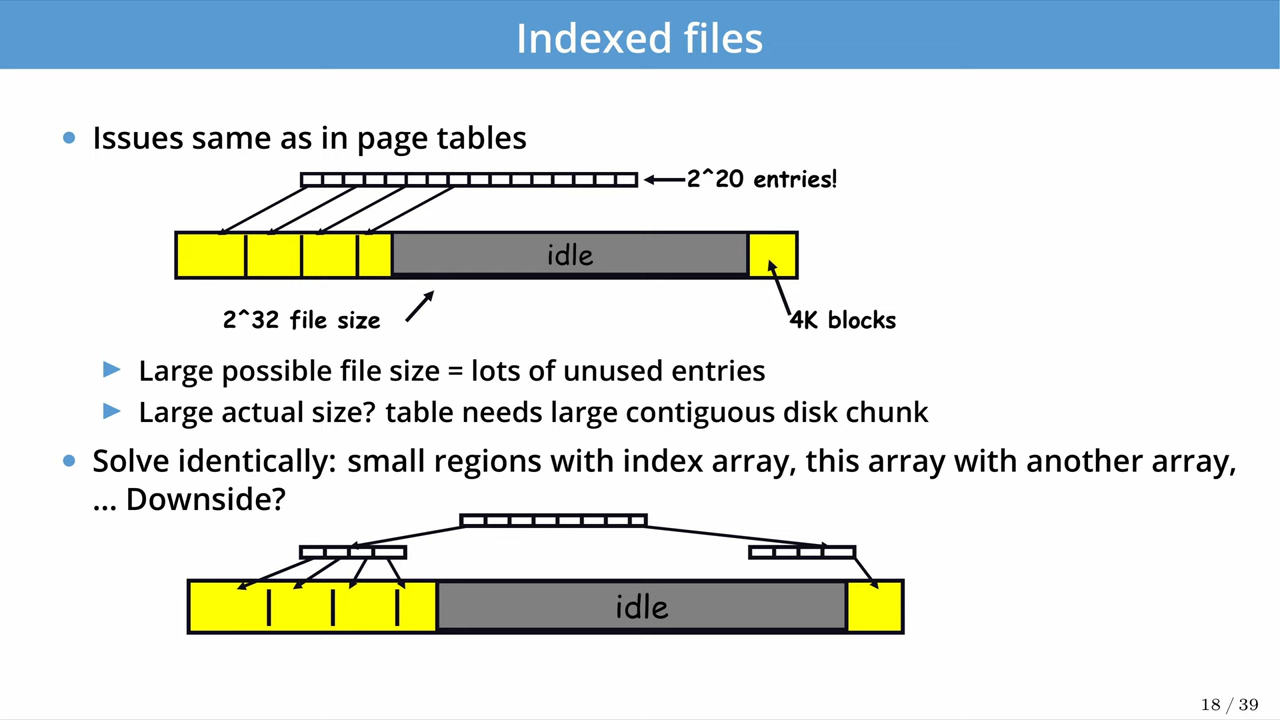 Indexed files
• Issues same as in page tables
2^20 entries!
idle
2^32 file size
4K blocks
▶ Large possible file size = lots of unused entries
▶ Large actual size? table needs large contiguous disk chunk
• Solve identically: small regions with index array, this array with another array,
... Downside?
idle
18 / 39